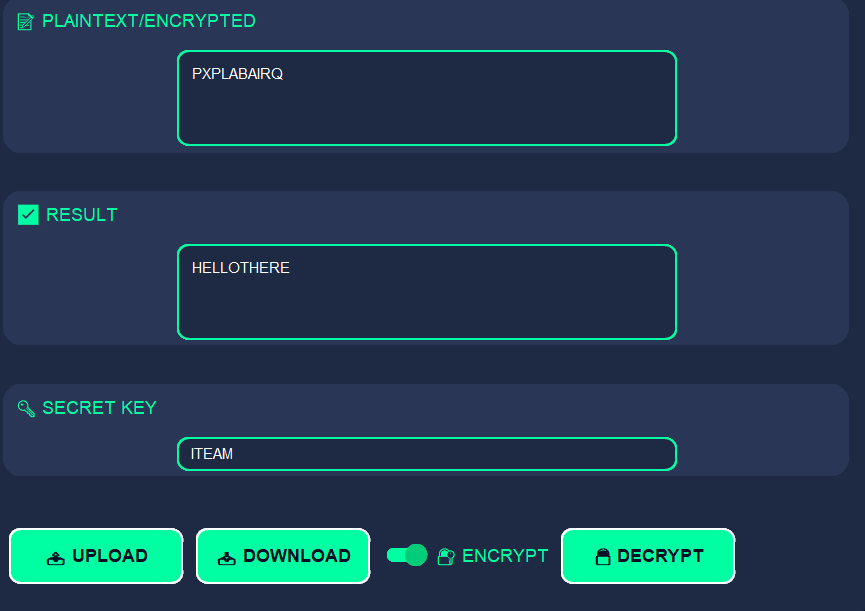 PLAINTEXT/ENCRYPTED
PXPLABAIRQ
RESULT
HELLOTHERE
SECRET KEY
ITEAM
UPLOAD DOWNLOAD ENCRYPT DECRYPT